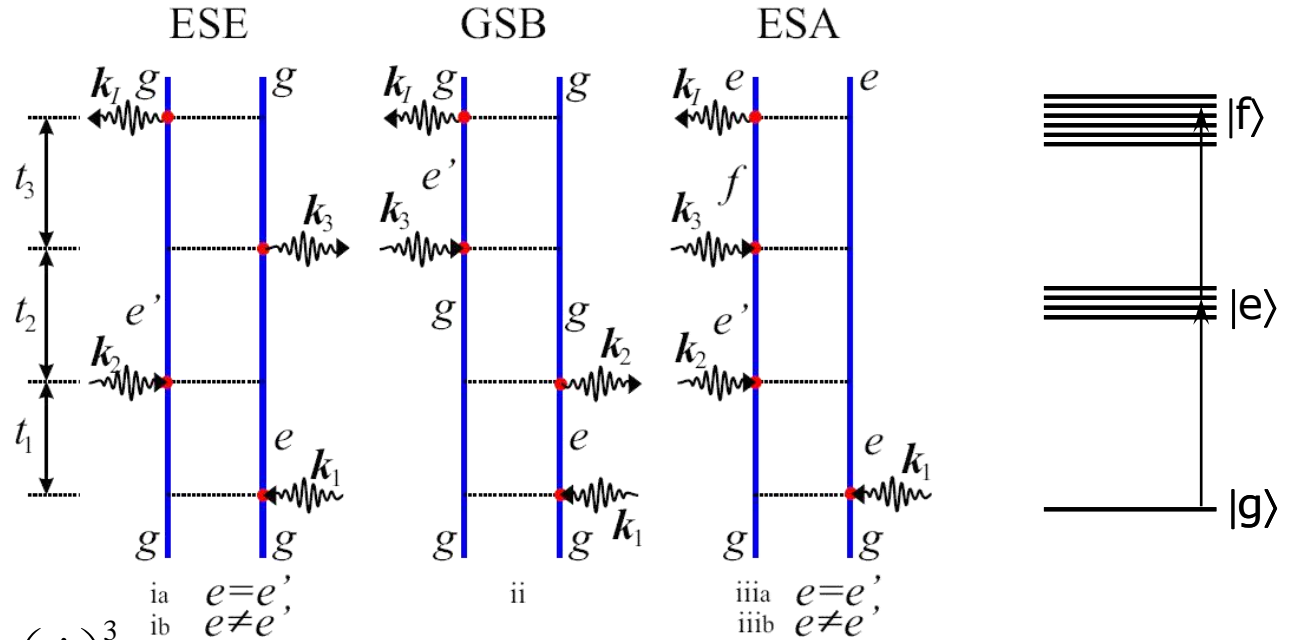 ESE GSB ESA
k_I g g k_I g g k_I e e
|f⟩
t_3 e' f
k_3 k_3 k_3
e' g g e' |e⟩
t_2
k_2 k_2 k_2
t_1 e e e
k_1 k_1 k_1
|g⟩
g g g g g g
ia e=e' ii iiia e=e'
ib e≠e' iiib e≠e'